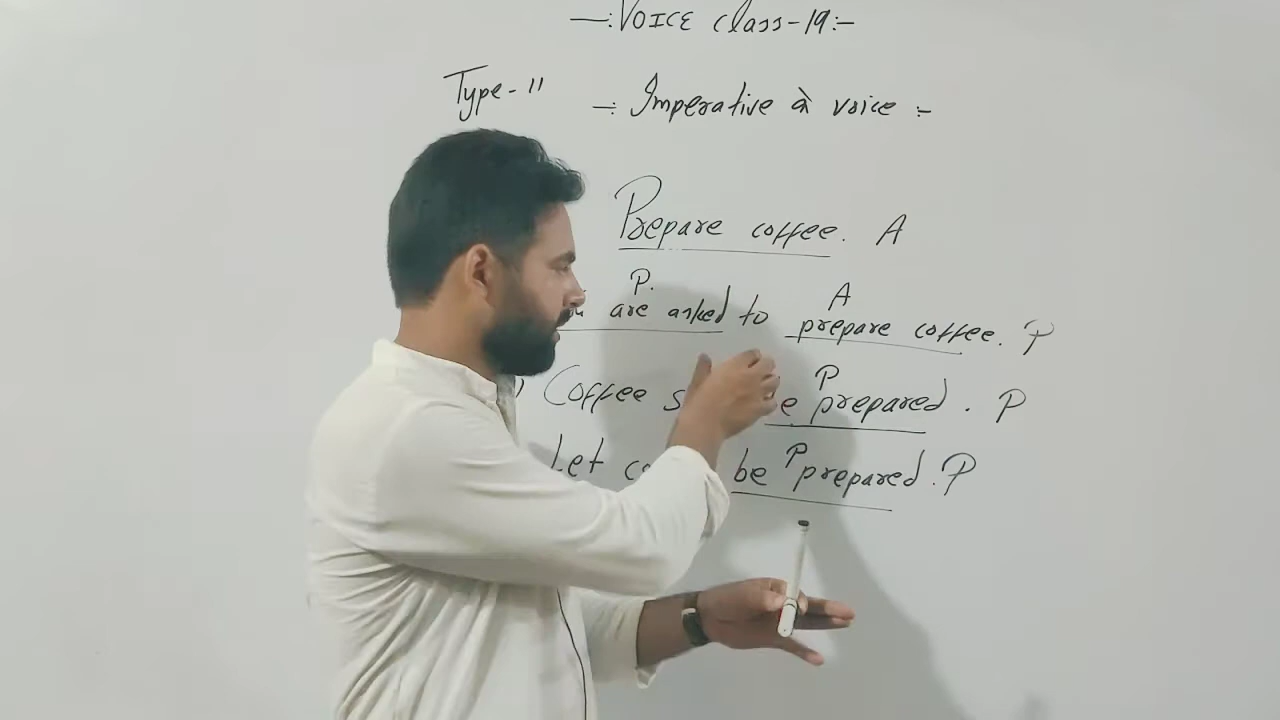 —:VOICE class-19:-
Type-11 -: Imperative à voice :-
Prepare coffee. A
P. A
are asked to prepare coffee. P
P
Coffee prepared. P
P
Let be prepared. P